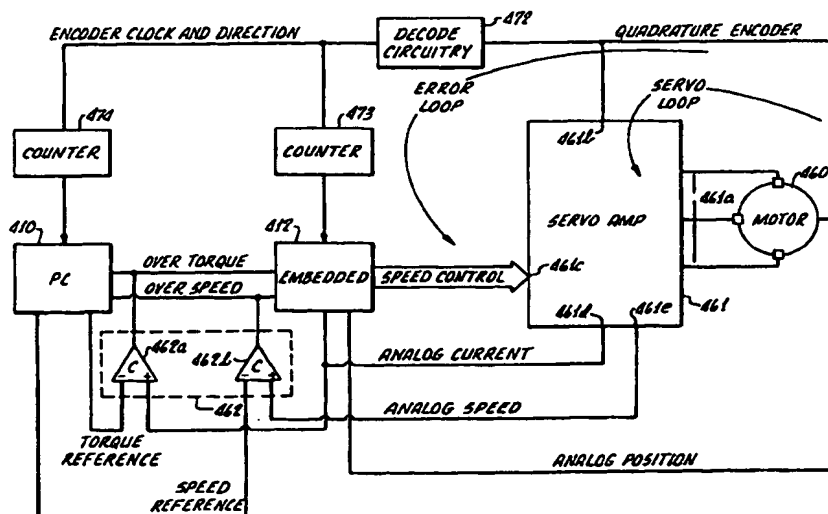 ENCODER CLOCK AND DIRECTION
DECODE
CIRCUITRY
472
QUADRATURE ENCODER
ERROR
LOOP
SERVO
LOOP
474
COUNTER
473
COUNTER
461b
461a
460
MOTOR
SERVO AMP
410
PC
OVER TORQUE
OVER SPEED
412
EMBEDDED
SPEED CONTROL
461c
461d
461e
461
C
- +
462a
C
- +
462b
462
ANALOG CURRENT
ANALOG SPEED
TORQUE
REFERENCE
ANALOG POSITION
SPEED
REFERENCE